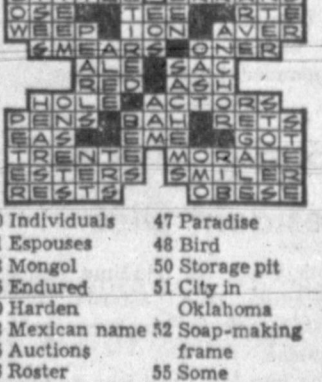 OSE TEE RTE
WEEP ION AVER
SMEARS ONER
ALE SAC
RED ASH
HOLE ACTORS
PENS BAH RETS
EAS EME GOT
TRENTE MORALE
ESTERS SMILER
RESTS OBESE
Individuals 47 Paradise
Espouses 48 Bird
Mongol 50 Storage pit
Endured 51 City in
Harden Oklahoma
Mexican name 52 Soap-making
Auctions frame
Roster 55 Some